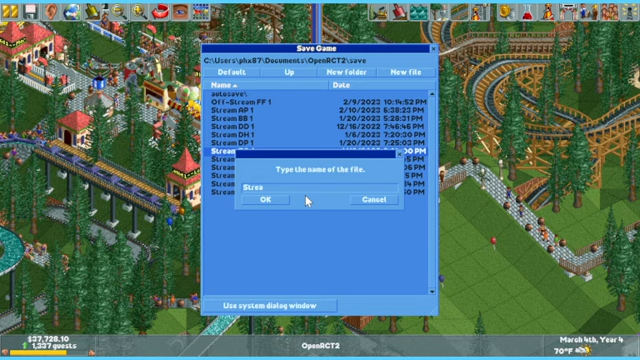 Save Game
C:\Users\phx87\Documents\OpenRCT2\save
Default Up New folder New file
Name Date
autosave\
Off-Stream FF 1 2/9/2023 10:14:52 PM
Stream AP 1 2/10/2023 6:38:23 PM
Stream BB 1 1/20/2023 5:28:31 PM
Stream DD 1 12/16/2022 7:46:46 PM
Stream DH 1 1/6/2023 7:20:00 PM
Stream DP 1 1/20/2023 7:25:03 PM
Type the name of the file.
Strea
OK Cancel
Use system dialog window
$37,728.10
1,337 guests
OpenRCT2
March 4th, Year 4
70°F